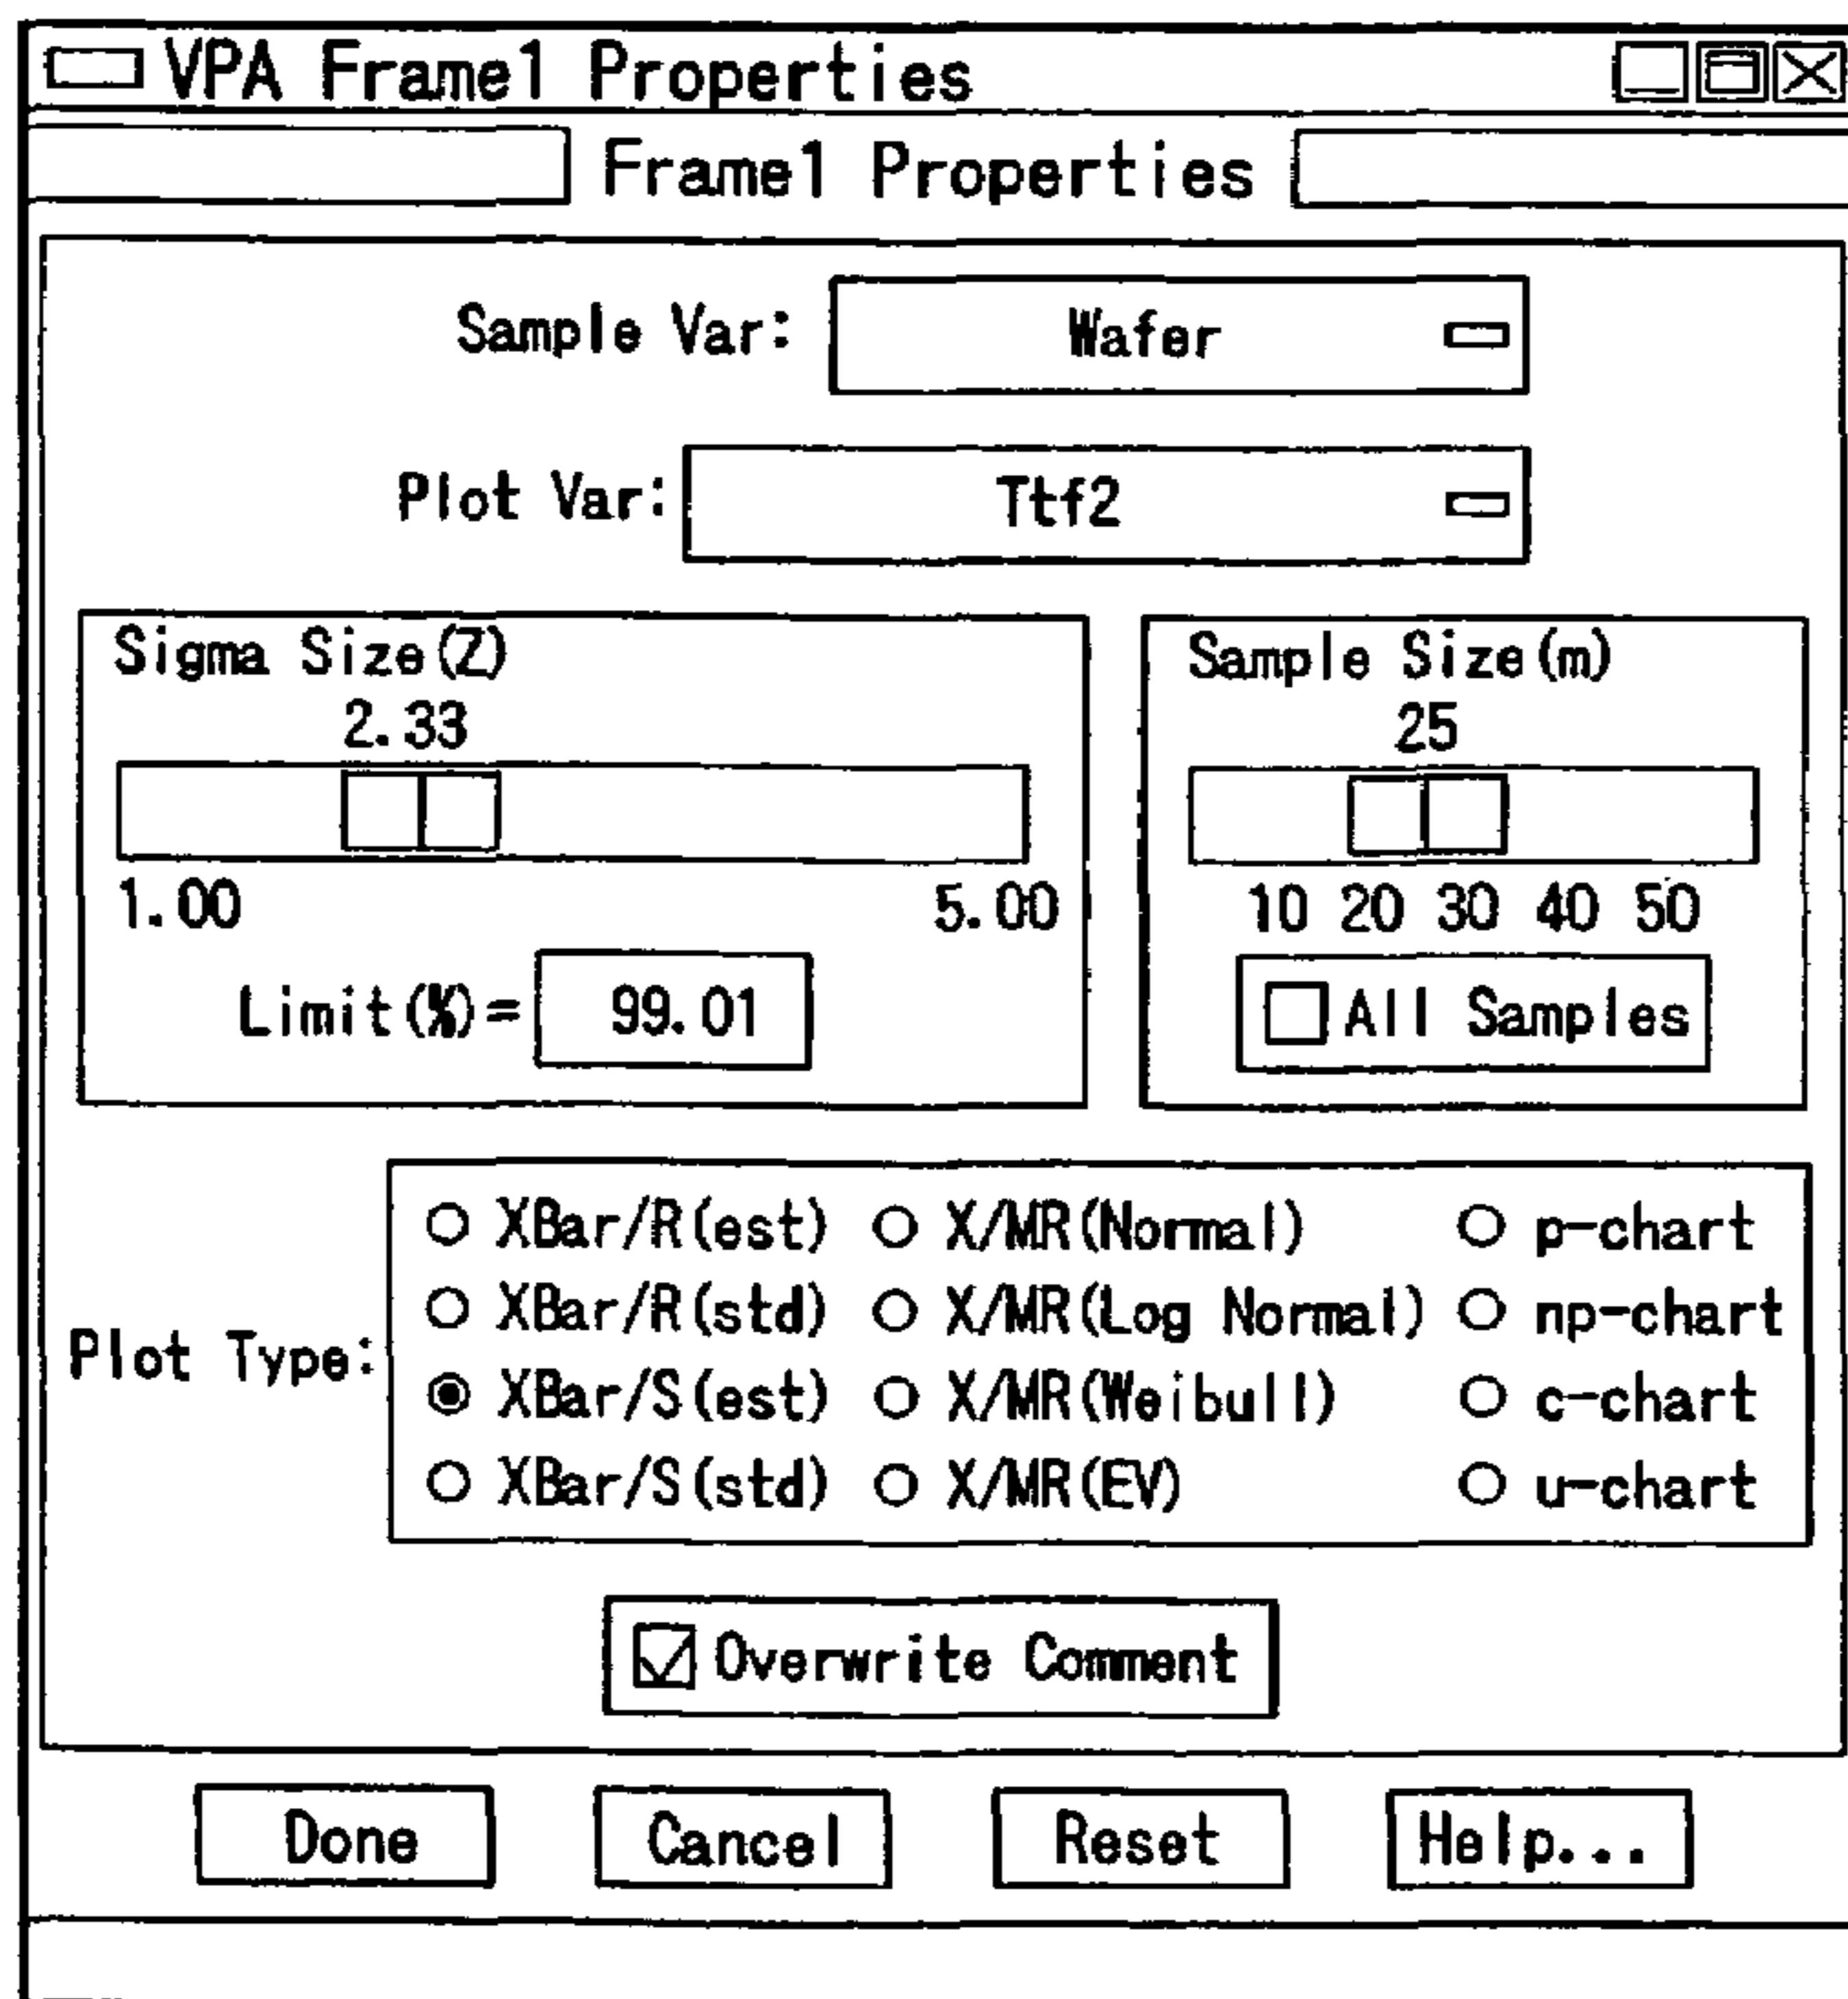 VPA Frame1 Properties
Frame1 Properties
Sample Var: Wafer
Plot Var: Ttf2
Sigma Size(Z)
2.33
1.00 5.00
Limit(%)= 99.01
Sample Size(m)
25
10 20 30 40 50
All Samples
Plot Type:
XBar/R(est) X/MR(Normal) p-chart
XBar/R(std) X/MR(Log Normal) np-chart
XBar/S(est) X/MR(Weibull) c-chart
XBar/S(std) X/MR(EV) u-chart
Overwrite Comment
Done Cancel Reset Help...